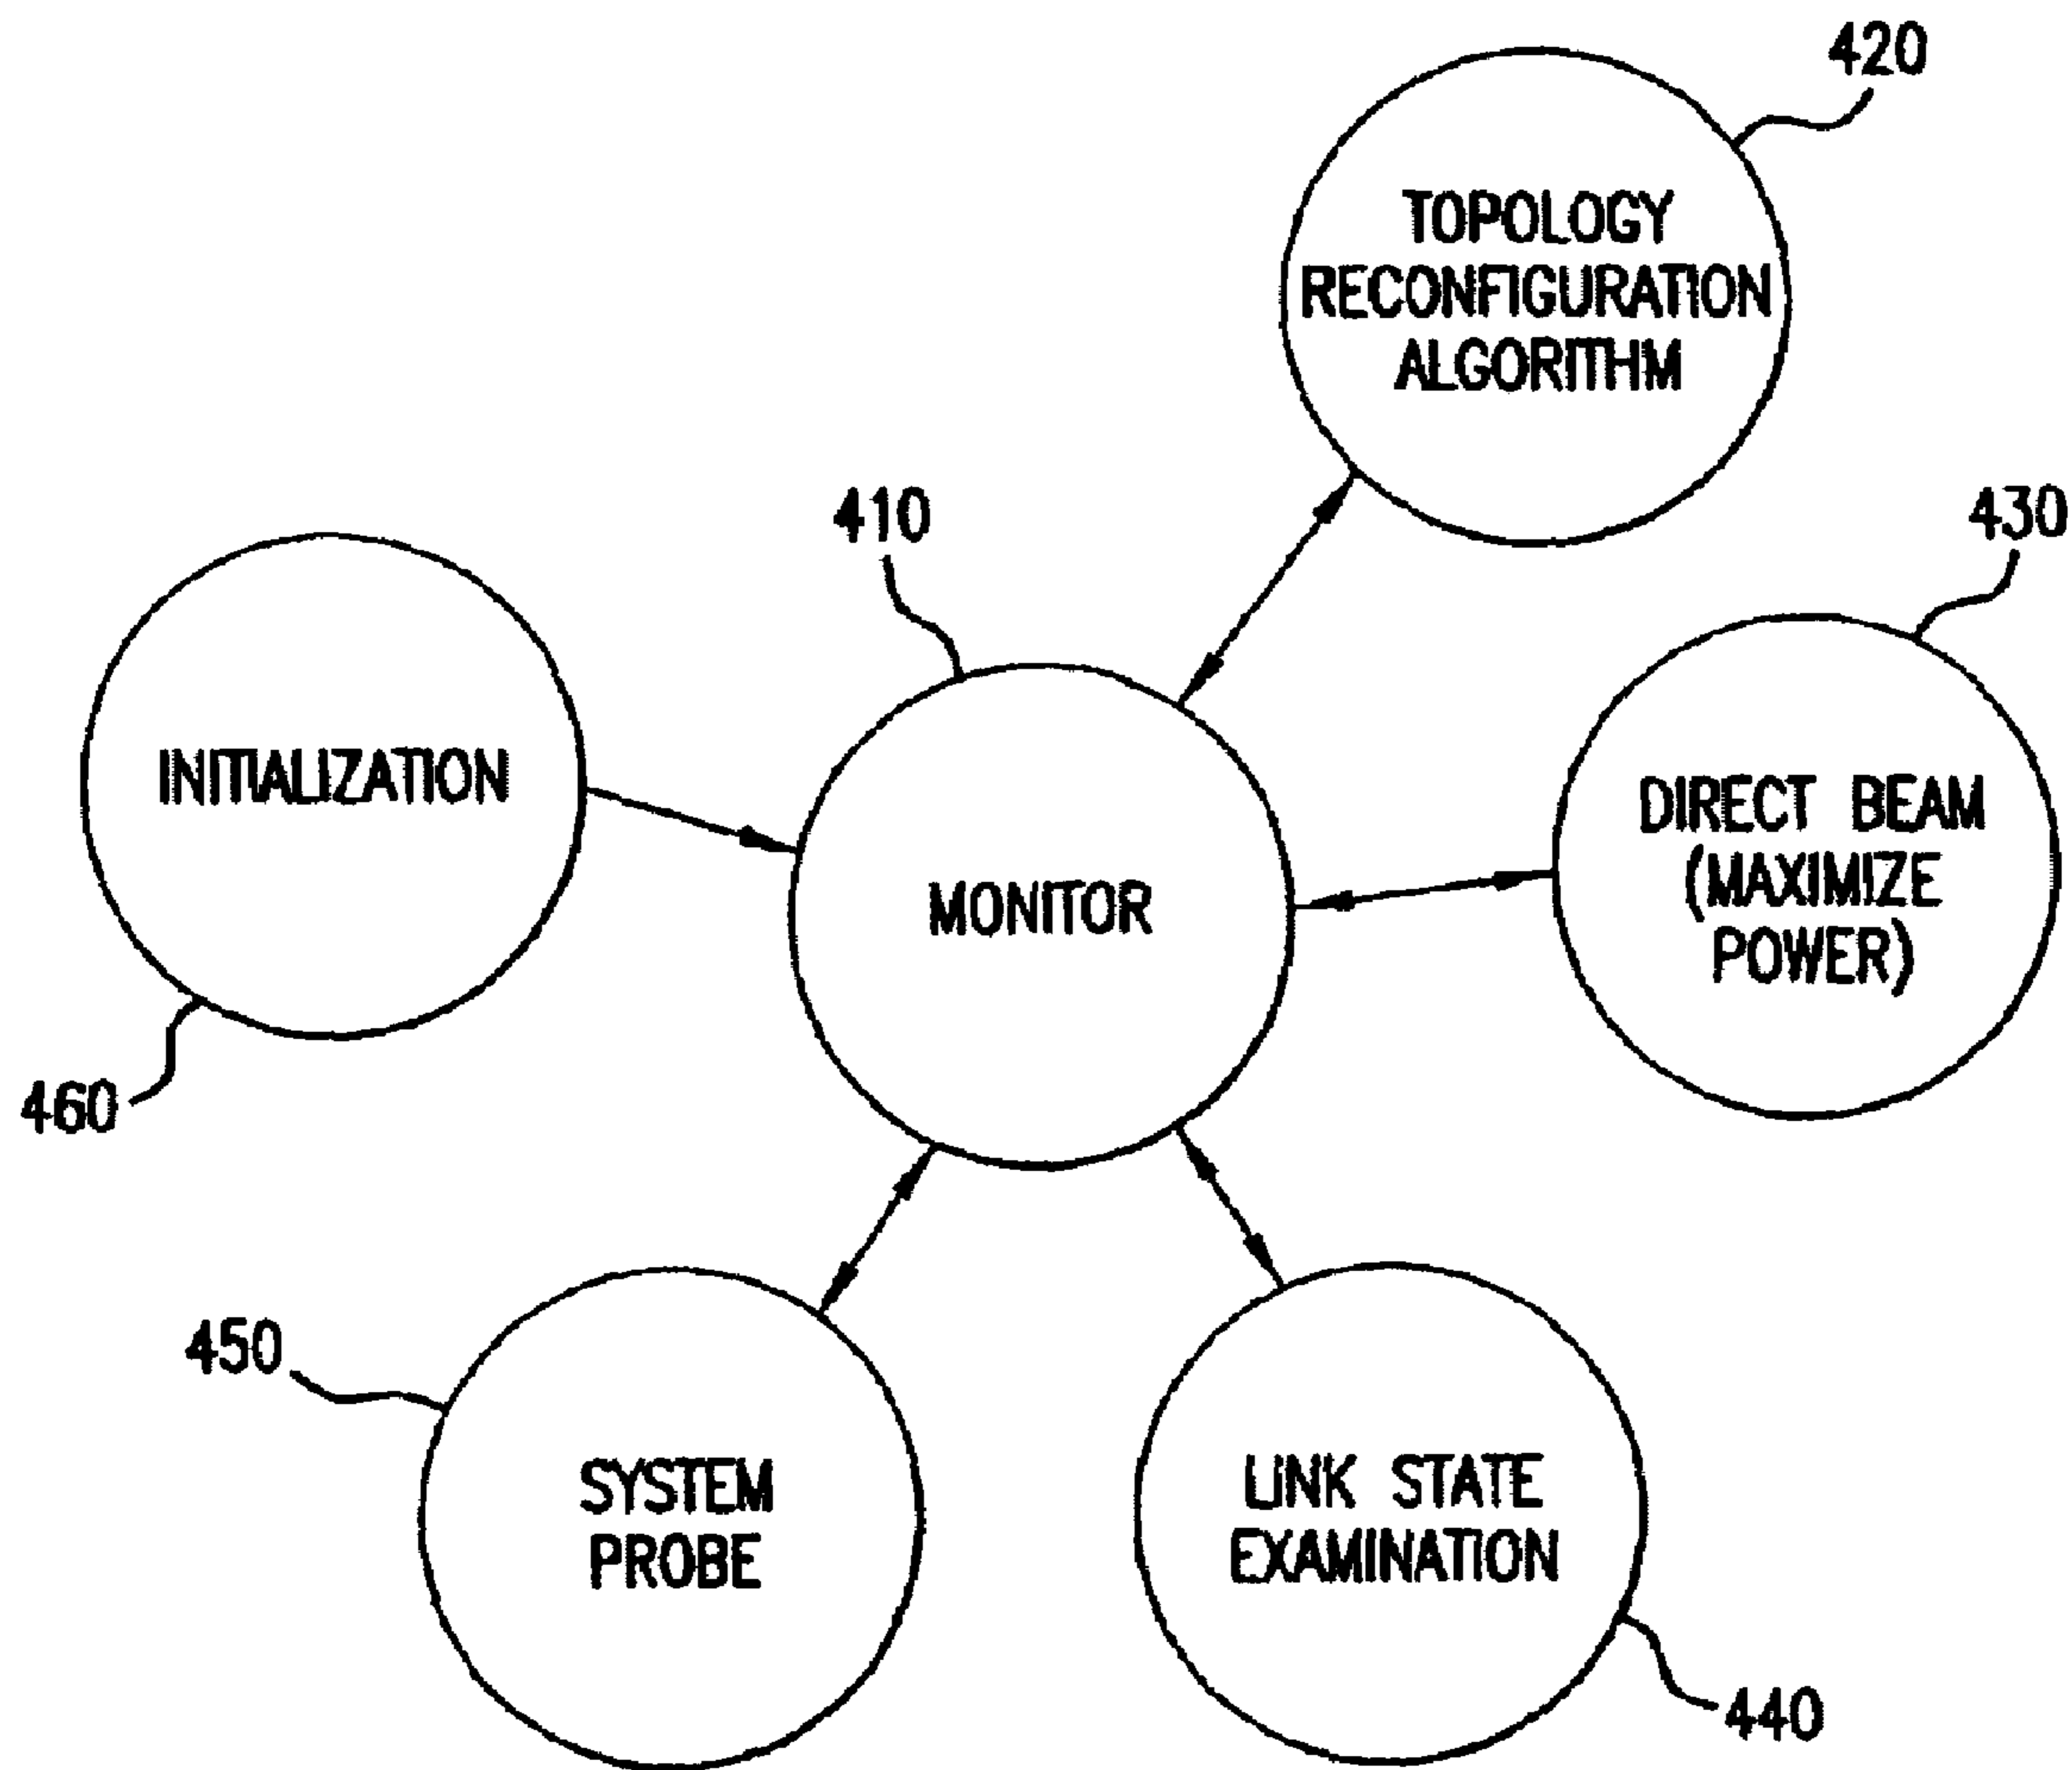 420
TOPOLOGY
RECONFIGURATION
ALGORITHM
410
430
INITIALIZATION
MONITOR
DIRECT BEAM
(MAXIMIZE
POWER)
460
450
SYSTEM
PROBE
LINK STATE
EXAMINATION
440